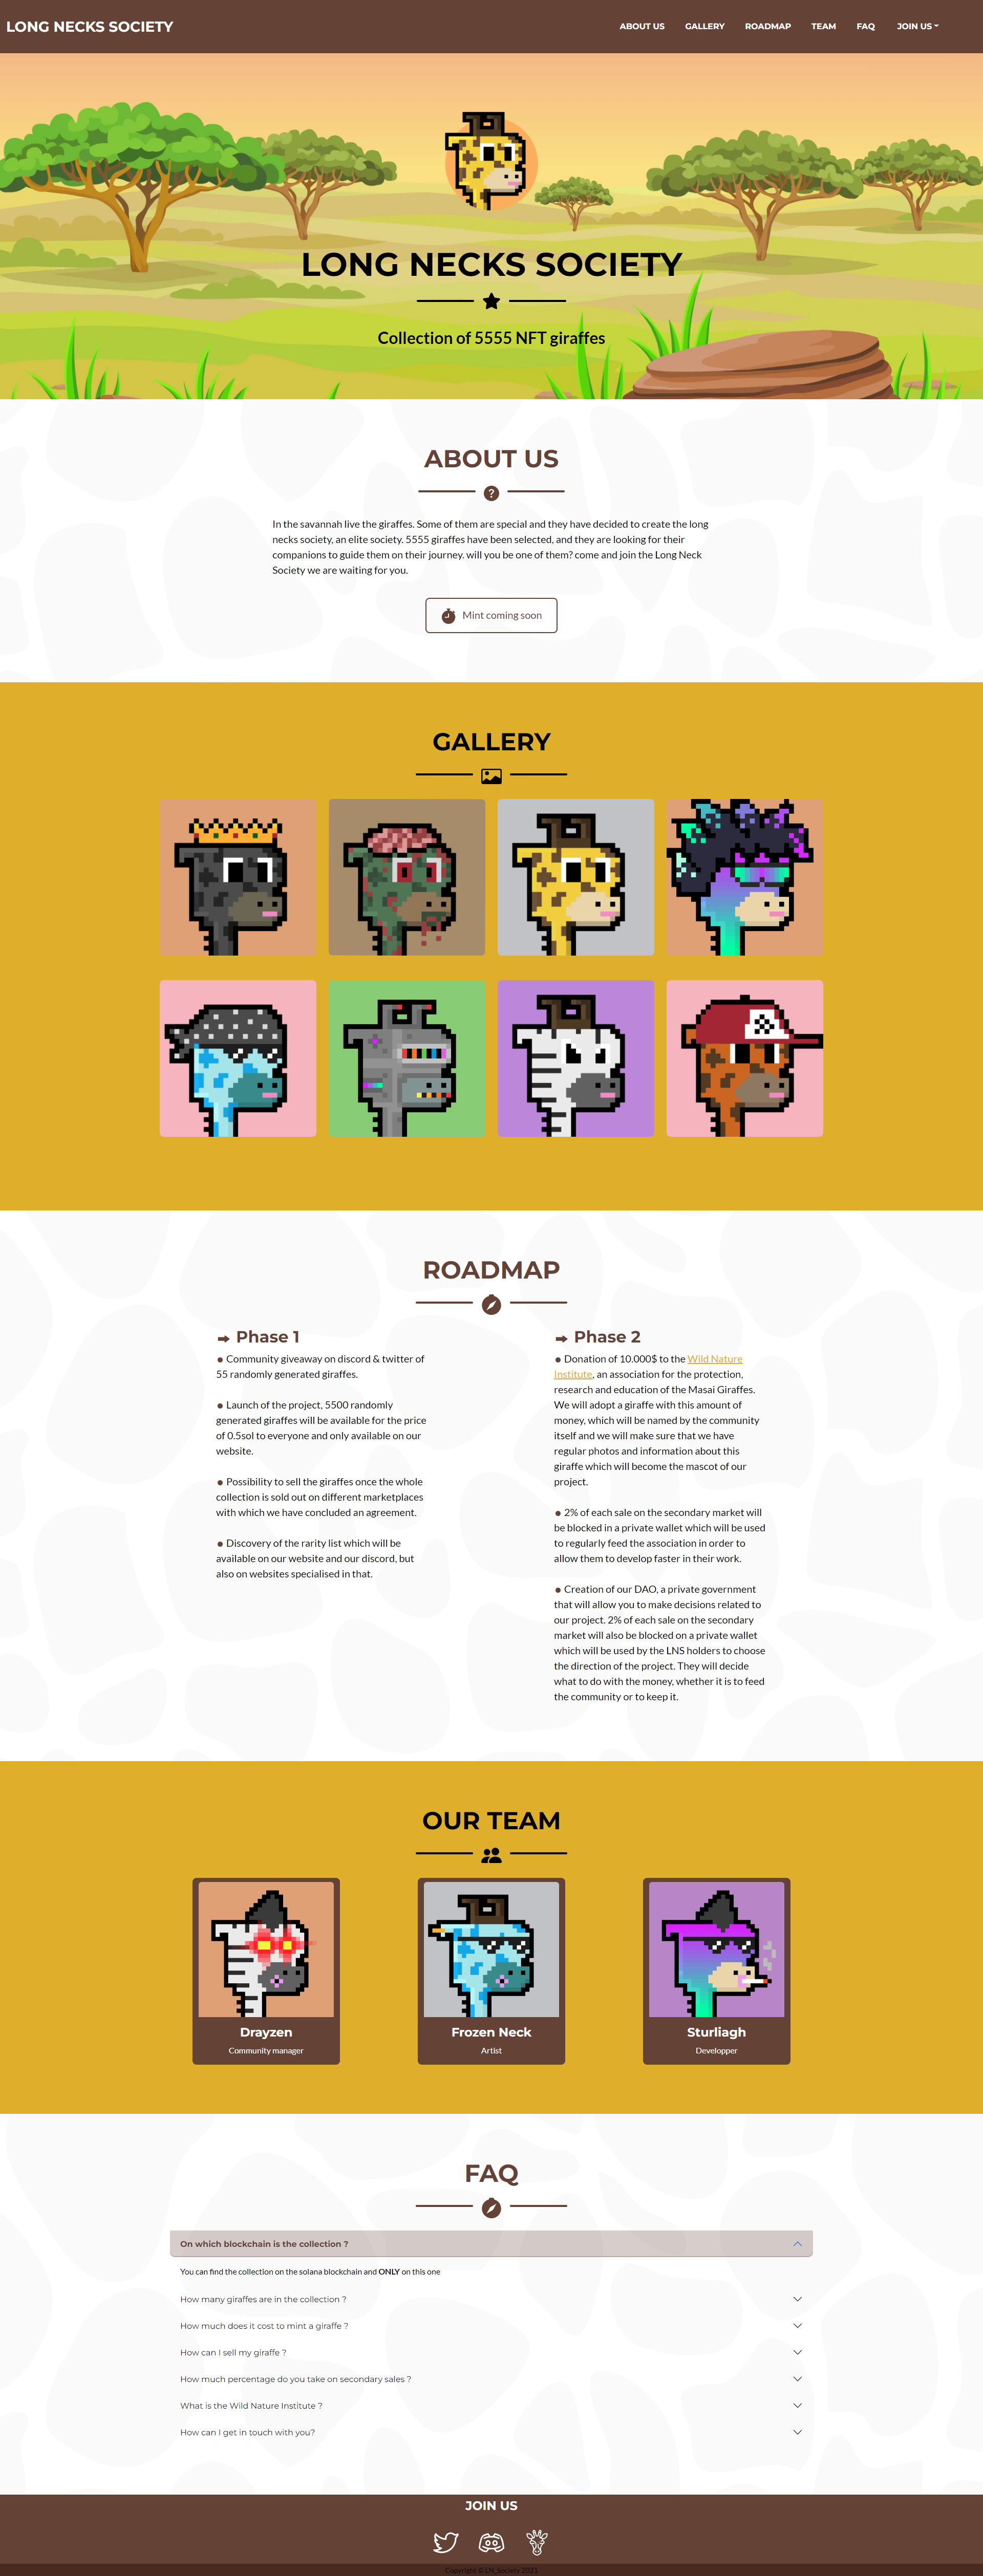 LONG NECKS SOCIETY
ABOUT US
GALLERY
ROADMAP
TEAM
FAQ
JOIN US
LONG NECKS SOCIETY
Collection of 5555 NFT giraffes
ABOUT US
In the savannah live the giraffes. Some of them are special and they have decided to create the long
necks society, an elite society. 5555 giraffes have been selected, and they are looking for their
companions to guide them on their journey. will you be one of them? come and join the Long Neck
Society we are waiting for you.
Mint coming soon
GALLERY
ROADMAP
Phase 1
● Community giveaway on discord & twitter of
55 randomly generated giraffes.
● Launch of the project, 5500 randomly
generated giraffes will be available for the price
of 0.5sol to everyone and only available on our
website.
● Possibility to sell the giraffes once the whole
collection is sold out on different marketplaces
with which we have concluded an agreement.
● Discovery of the rarity list which will be
available on our website and our discord, but
also on websites specialised in that.
Phase 2
● Donation of 10.000$ to the Wild Nature
Institute, an association for the protection,
research and education of the Masai Giraffes.
We will adopt a giraffe with this amount of
money, which will be named by the community
itself and we will make sure that we have
regular photos and information about this
giraffe which will become the mascot of our
project.
● 2% of each sale on the secondary market will
be blocked in a private wallet which will be used
to regularly feed the association in order to
allow them to develop faster in their work.
● Creation of our DAO, a private government
that will allow you to make decisions related to
our project. 2% of each sale on the secondary
market will also be blocked on a private wallet
which will be used by the LNS holders to choose
the direction of the project. They will decide
what to do with the money, whether it is to feed
the community or to keep it.
OUR TEAM
Drayzen
Community manager
Frozen Neck
Artist
Sturliagh
Developper
FAQ
On which blockchain is the collection ?
You can find the collection on the solana blockchain and ONLY on this one
How many giraffes are in the collection ?
How much does it cost to mint a giraffe ?
How can I sell my giraffe ?
How much percentage do you take on secondary sales ?
What is the Wild Nature Institute ?
How can I get in touch with you?
JOIN US
Copyright © LN_Society 2021